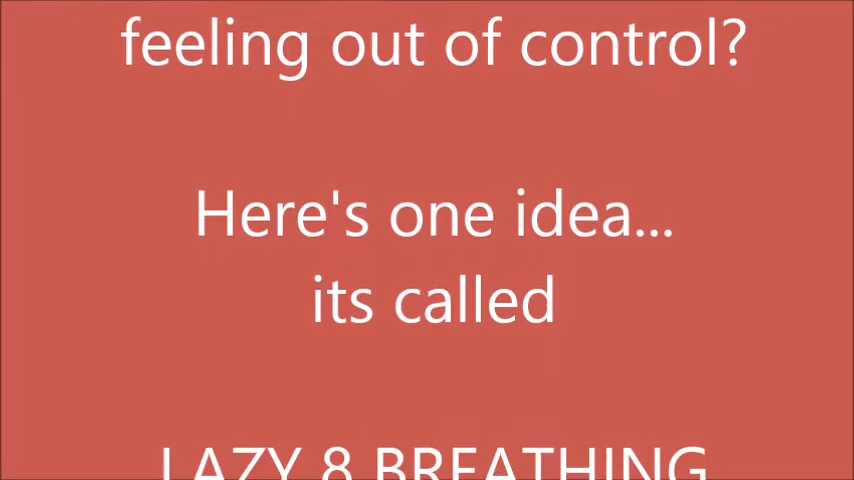 feeling out of control?
Here's one idea...
its called
LAZY 8 BREATHING